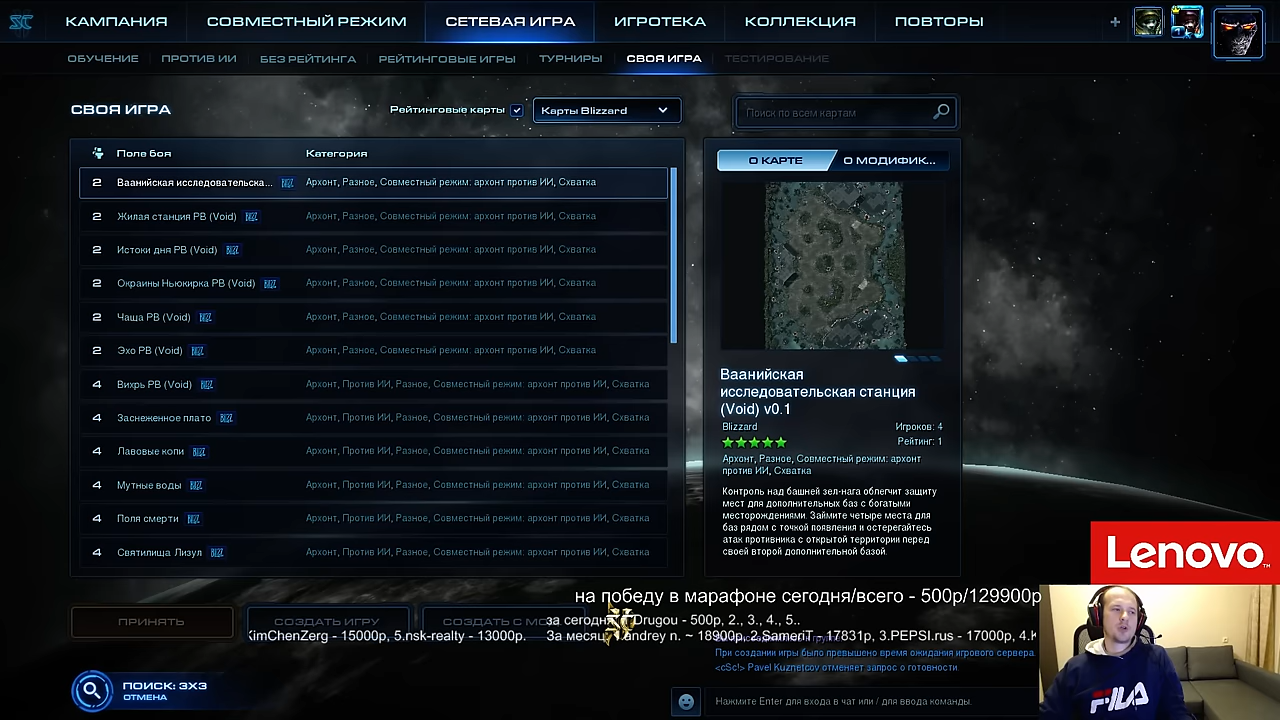 КАМПАНИЯ СОВМЕСТНЫЙ РЕЖИМ СЕТЕВАЯ ИГРА ИГРОТЕКА КОЛЛЕКЦИЯ ПОВТОРЫ
ОБУЧЕНИЕ ПРОТИВ ИИ БЕЗ РЕЙТИНГА РЕЙТИНГОВЫЕ ИГРЫ ТУРНИРЫ СВОЯ ИГРА ТЕСТИРОВАНИЕ
СВОЯ ИГРА
Рейтинговые карты
Карты Blizzard
Поиск по всем картам
Поле боя Категория
2 Ваанийская исследовательска... Архонт, Разное, Совместный режим: архонт против ИИ, Схватка
2 Жилая станция РВ (Void) Архонт, Разное, Совместный режим: архонт против ИИ, Схватка
2 Истоки дня РВ (Void) Архонт, Разное, Совместный режим: архонт против ИИ, Схватка
2 Окраины Ньюкирка РВ (Void) Архонт, Разное, Совместный режим: архонт против ИИ, Схватка
2 Чаща РВ (Void) Архонт, Разное, Совместный режим: архонт против ИИ, Схватка
2 Эхо РВ (Void) Архонт, Разное, Совместный режим: архонт против ИИ, Схватка
4 Вихрь РВ (Void) Архонт, Против ИИ, Разное, Совместный режим: архонт против ИИ, Схватка
4 Заснеженное плато Архонт, Против ИИ, Разное, Совместный режим: архонт против ИИ, Схватка
4 Лавовые копи Архонт, Против ИИ, Разное, Совместный режим: архонт против ИИ, Схватка
4 Мутные воды Архонт, Против ИИ, Разное, Совместный режим: архонт против ИИ, Схватка
4 Поля смерти Архонт, Против ИИ, Разное, Совместный режим: архонт против ИИ, Схватка
4 Святилища Лизул Архонт, Против ИИ, Разное, Совместный режим: архонт против ИИ, Схватка
О КАРТЕ О МОДИФИК...
Ваанийская
исследовательская станция
(Void) v0.1
Blizzard Игроков: 4
Рейтинг: 1
Архонт, Разное, Совместный режим: архонт
против ИИ, Схватка
Контроль над башней зел-нага облегчит защиту
мест для дополнительных баз с богатыми
месторождениями. Займите четыре места для
баз рядом с точкой появления и остерегайтесь
атак противника с открытой территории перед
своей второй дополнительной базой.
Lenovo
на победу в марафоне сегодня/всего - 500р/129900р
ПРИНЯТЬ СОЗДАТЬ ИГРУ СОЗДАТЬ С МО
Drugou - 500р, 2., 3., 4., 5..
KimChenZerg - 15000р, 5.nsk-realty - 13000р. За месяц: 1.andrey n. ~ 18900р, 2.SameriT - 17831р, 3.PEPSI.rus - 17000р, 4.K
При создании игры было превышено время ожидания игрового сервера.
<cSc!> Pavel Kuznetcov отменяет запрос о готовности.
ПОИСК: 3X3
ОТМЕНА
Нажмите Enter для входа в чат или / для ввода команды.
FILA